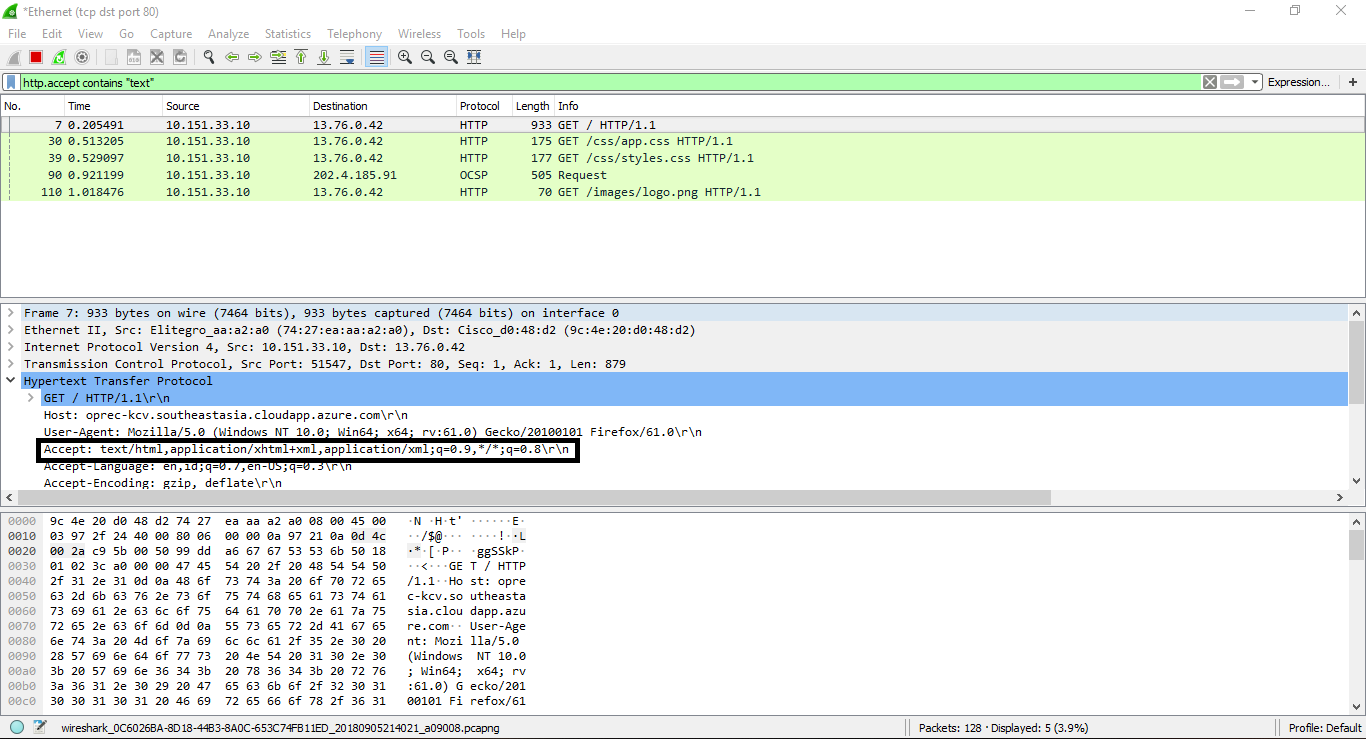 *Ethernet (tcp dst port 80)
File Edit View Go Capture Analyze Statistics Telephony Wireless Tools Help
http.accept contains "text"
Expression... +
No. Time Source Destination Protocol Length Info
7 0.205491 10.151.33.10 13.76.0.42 HTTP 933 GET / HTTP/1.1
30 0.513205 10.151.33.10 13.76.0.42 HTTP 175 GET /css/app.css HTTP/1.1
39 0.529097 10.151.33.10 13.76.0.42 HTTP 177 GET /css/styles.css HTTP/1.1
90 0.921199 10.151.33.10 202.4.185.91 OCSP 505 Request
110 1.018476 10.151.33.10 13.76.0.42 HTTP 70 GET /images/logo.png HTTP/1.1
Frame 7: 933 bytes on wire (7464 bits), 933 bytes captured (7464 bits) on interface 0
Ethernet II, Src: Elitegro_aa:a2:a0 (74:27:ea:aa:a2:a0), Dst: Cisco_d0:48:d2 (9c:4e:20:d0:48:d2)
Internet Protocol Version 4, Src: 10.151.33.10, Dst: 13.76.0.42
Transmission Control Protocol, Src Port: 51547, Dst Port: 80, Seq: 1, Ack: 1, Len: 879
Hypertext Transfer Protocol
GET / HTTP/1.1\r\n
Host: oprec-kcv.southeastasia.cloudapp.azure.com\r\n
User-Agent: Mozilla/5.0 (Windows NT 10.0; Win64; x64; rv:61.0) Gecko/20100101 Firefox/61.0\r\n
Accept: text/html,application/xhtml+xml,application/xml;q=0.9,*/*;q=0.8\r\n
Accept-Language: en,id;q=0.7,en-US;q=0.3\r\n
Accept-Encoding: gzip, deflate\r\n
0000 9c 4e 20 d0 48 d2 74 27 ea aa a2 a0 08 00 45 00 ·N ·H·t' ······E·
0010 03 97 2f 24 40 00 80 06 00 00 0a 97 21 0a 0d 4c ··/$@··· ····!··L
0020 00 2a c9 5b 00 50 99 dd a6 67 67 53 53 6b 50 18 ·*·[·P·· ·ggSSkP·
0030 01 02 3c a0 00 00 47 45 54 20 2f 20 48 54 54 50 ··<···GE T / HTTP
0040 2f 31 2e 31 0d 0a 48 6f 73 74 3a 20 6f 70 72 65 /1.1··Ho st: opre
0050 63 2d 6b 63 76 2e 73 6f 75 74 68 65 61 73 74 61 c-kcv.so utheasta
0060 73 69 61 2e 63 6c 6f 75 64 61 70 70 2e 61 7a 75 sia.clou dapp.azu
0070 72 65 2e 63 6f 6d 0d 0a 55 73 65 72 2d 41 67 65 re.com·· User-Age
0080 6e 74 3a 20 4d 6f 7a 69 6c 6c 61 2f 35 2e 30 20 nt: Mozi lla/5.0
0090 28 57 69 6e 64 6f 77 73 20 4e 54 20 31 30 2e 30 (Windows NT 10.0
00a0 3b 20 57 69 6e 36 34 3b 20 78 36 34 3b 20 72 76 ; Win64; x64; rv
00b0 3a 36 31 2e 30 29 20 47 65 63 6b 6f 2f 32 30 31 :61.0) G ecko/201
00c0 30 30 31 30 31 20 46 69 72 65 66 6f 78 2f 36 31 00101 Fi refox/61
wireshark_0C6026BA-8D18-44B3-8A0C-653C74FB11ED_20180905214021_a09008.pcapng
Packets: 128 · Displayed: 5 (3.9%)
Profile: Default